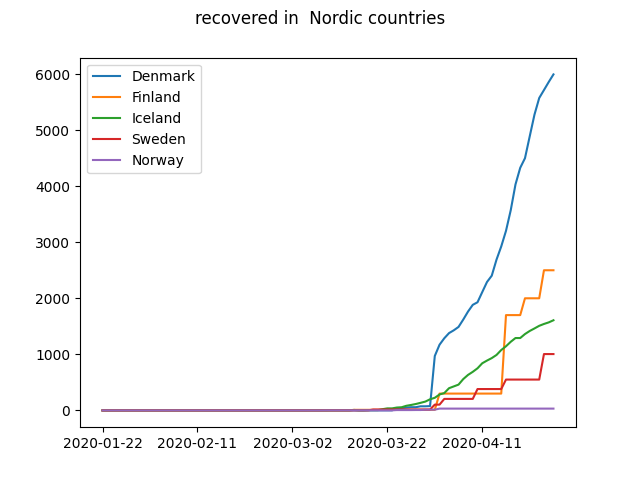 recovered in  Nordic countries
Denmark
Finland
Iceland
Sweden
Norway
6000
5000
4000
3000
2000
1000
0
2020-01-22 2020-02-11 2020-03-02 2020-03-22 2020-04-11